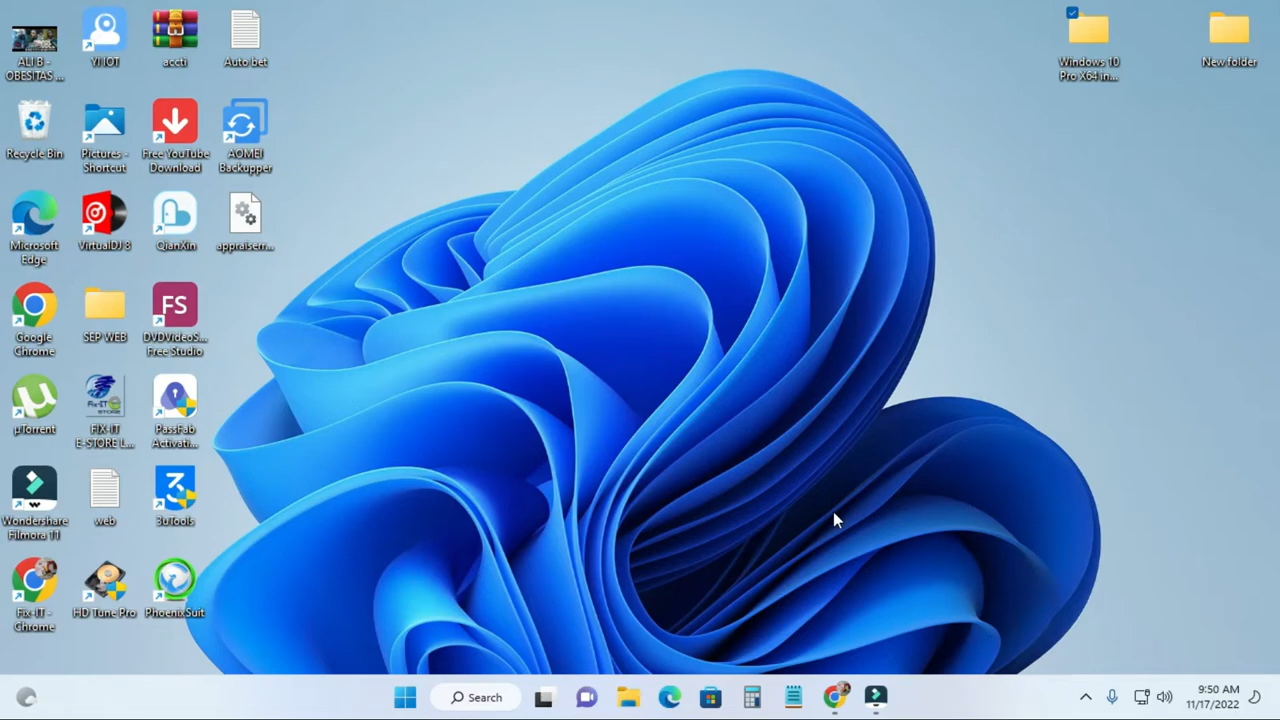 ALI B -
OBESITAS ...
YI IOT
accti
Auto bet
Windows 10
Pro X64 in...
New folder
Recycle Bin
Pictures -
Shortcut
Free YouTube
Download
AOMEI
Backupper
Microsoft
Edge
VirtualDJ 8
QianXin
appraiserr...
Google
Chrome
SEP WEB
FS
DVDVideoS...
Free Studio
µTorrent
FIX-IT
E-STORE L...
PassFab
Activati...
Wondershare
Filmora 11
web
3uTools
Fix-IT -
Chrome
HD Tune Pro
PhoenixSuit
Search
9:50 AM
11/17/2022